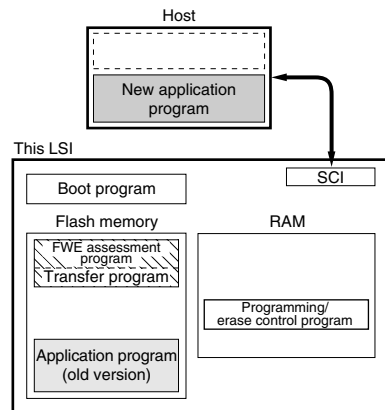 Host
New application
program
This LSI
Boot program
SCI
Flash memory
RAM
FWE assessment
program
Transfer program
Programming/
erase control program
Application program
(old version)